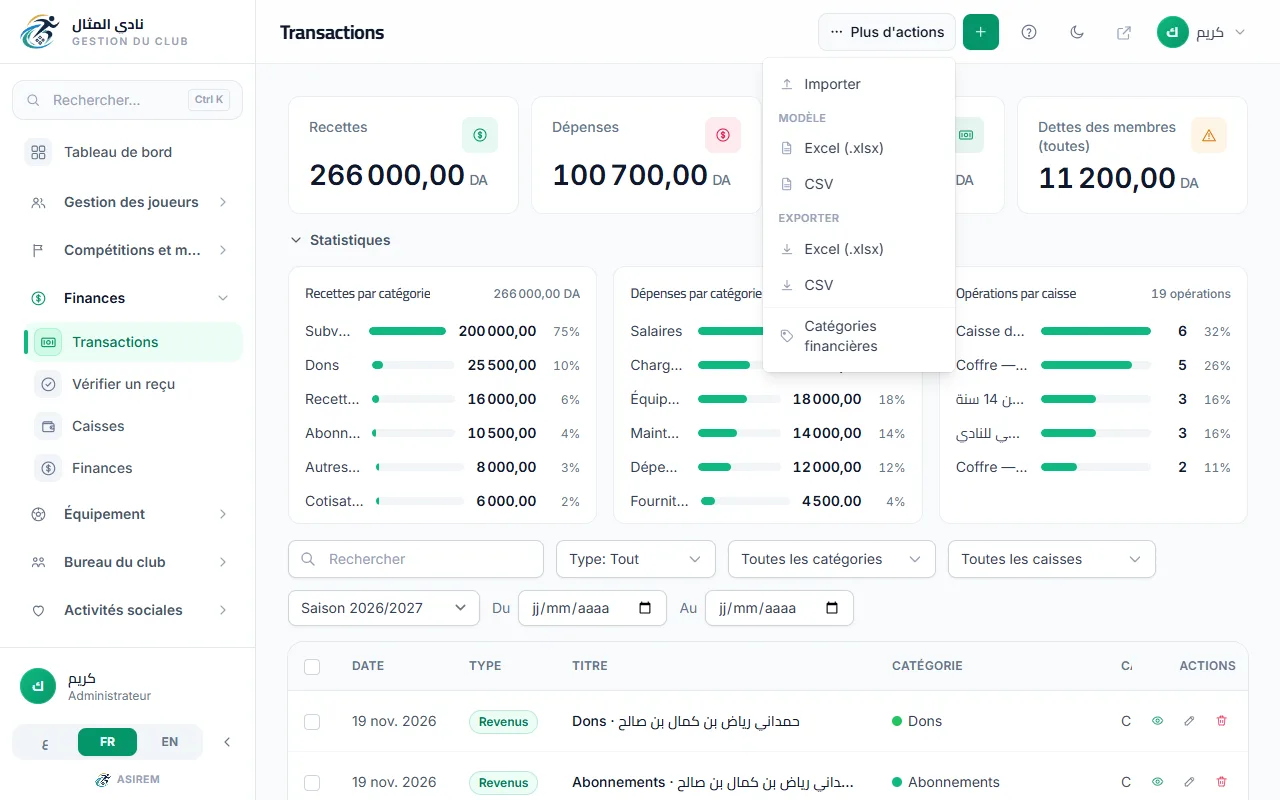 نادي المثال
GESTION DU CLUB
Rechercher...
Ctrl K
Tableau de bord
Gestion des joueurs
Compétitions et m...
Finances
Transactions
Vérifier un reçu
Caisses
Finances
Équipement
Bureau du club
Activités sociales
ك
كريم
Administrateur
ع
FR
EN
ASIREM
Transactions
Plus d'actions
ك
كريم
Importer
MODÈLE
Excel (.xlsx)
CSV
EXPORTER
Excel (.xlsx)
CSV
Catégories
financières
Recettes
266 000,00 DA
Dépenses
100 700,00 DA
DA
Dettes des membres
(toutes)
11 200,00 DA
Statistiques
Recettes par catégorie
266 000,00 DA
Subv... 200 000,00 75%
Dons 25 500,00 10%
Recett... 16 000,00 6%
Abonn... 10 500,00 4%
Autres... 8 000,00 3%
Cotisat... 6 000,00 2%
Dépenses par catégorie
Salaires
Charg...
Équip... 18 000,00 18%
Maint... 14 000,00 14%
Dépe... 12 000,00 12%
Fournit... 4 500,00 4%
Opérations par caisse
19 opérations
Caisse d... 6 32%
Coffre —... 5 26%
...ن 14 سنة 3 16%
...ي للنادي 3 16%
Coffre —... 2 11%
Rechercher
Type: Tout
Toutes les catégories
Toutes les caisses
Saison 2026/2027
Du
jj/mm/aaaa
Au
jj/mm/aaaa
DATE TYPE TITRE CATÉGORIE ACTIONS
19 nov. 2026 Revenus Dons · حمداني رياض بن كمال بن صالح Dons C
19 nov. 2026 Revenus Abonnements · داني رياض بن كمال بن صالح... Abonnements C